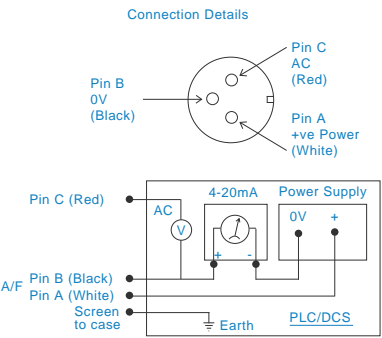 Connection Details
Pin C
AC
(Red)
Pin B
0V
(Black)
Pin A
+ve Power
(White)
4-20mA
Power Supply
Pin C (Red)
AC
V
0V
+
+
-
A/F
Pin B (Black)
Pin A (White)
Screen
to case
Earth
PLC/DCS